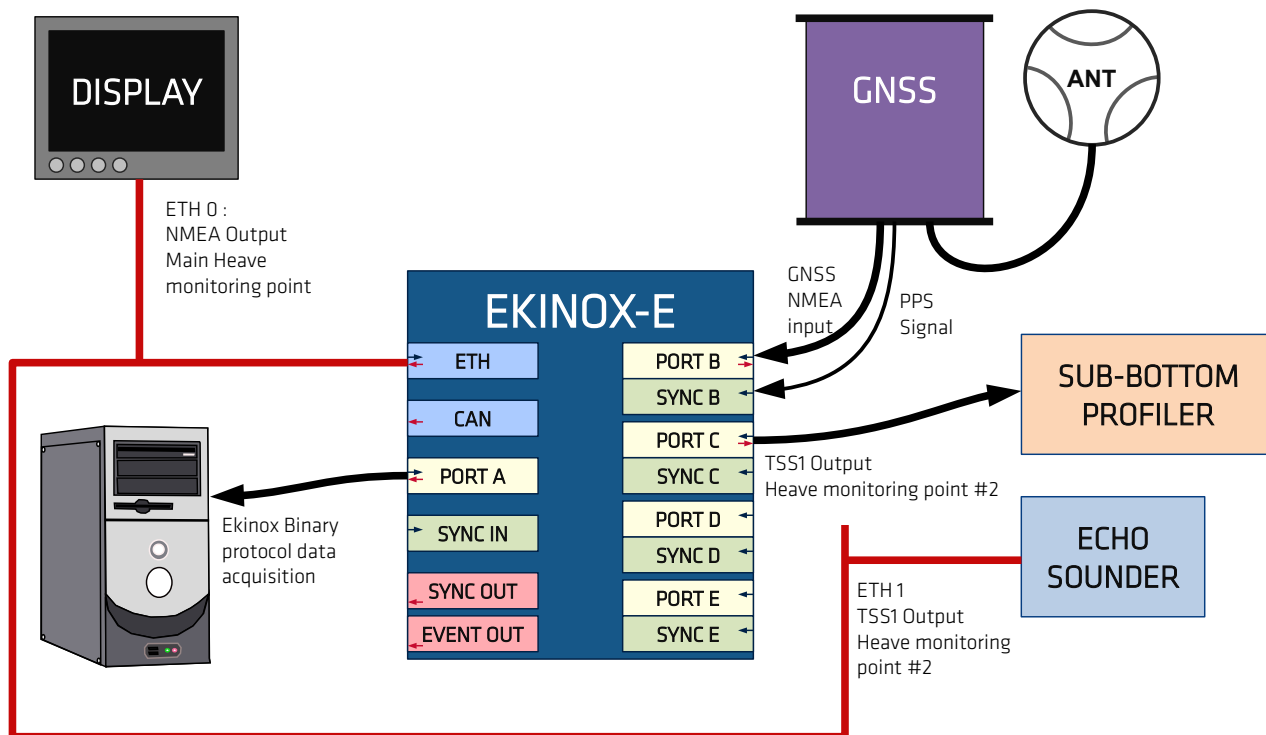 DISPLAY
GNSS
ANT
ETH 0 :
NMEA Output
Main Heave
monitoring point
GNSS
NMEA
input
PPS
Signal
EKINOX-E
ETH
CAN
PORT A
SYNC IN
SYNC OUT
EVENT OUT
PORT B
SYNC B
PORT C
SYNC C
PORT D
SYNC D
PORT E
SYNC E
SUB-BOTTOM
PROFILER
TSS1 Output
Heave monitoring point #2
Ekinox Binary
protocol data
acquisition
ECHO
SOUNDER
ETH 1
TSS1 Output
Heave monitoring
point #2